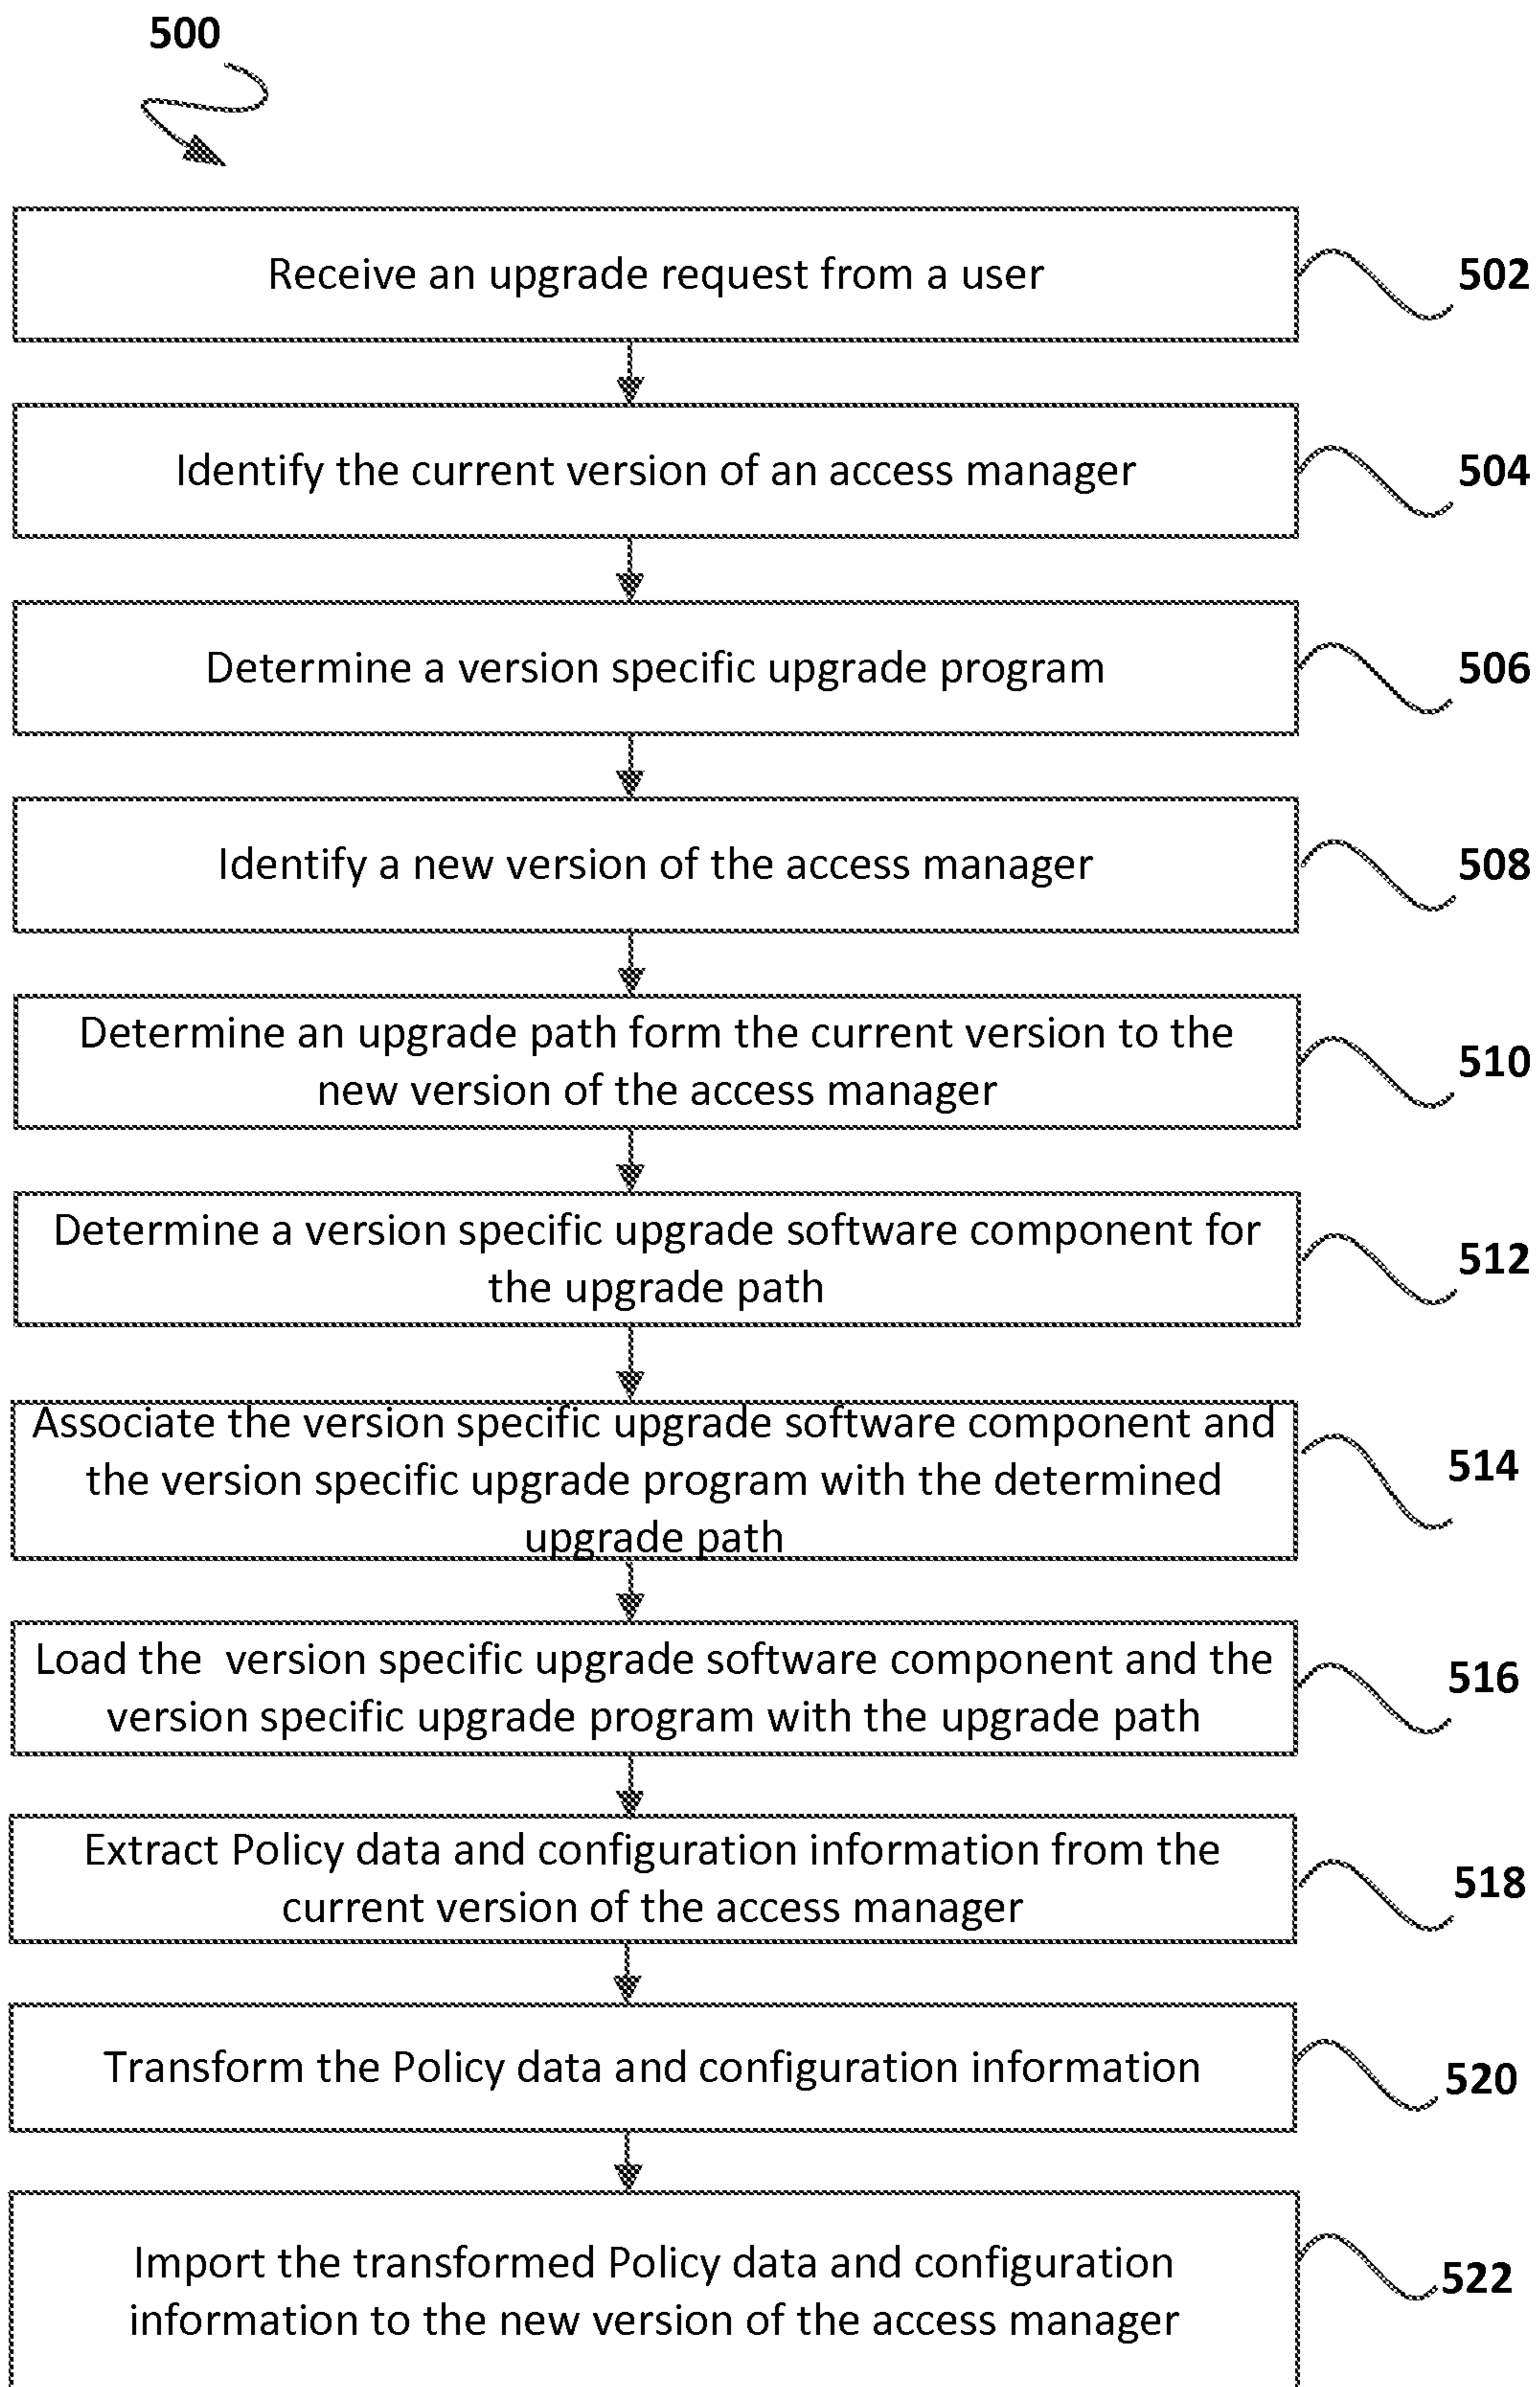 500
Receive an upgrade request from a user
502
Identify the current version of an access manager
504
Determine a version specific upgrade program
506
Identify a new version of the access manager
508
Determine an upgrade path form the current version to the
new version of the access manager
510
Determine a version specific upgrade software component for
the upgrade path
512
Associate the version specific upgrade software component and
the version specific upgrade program with the determined
upgrade path
514
Load the version specific upgrade software component and the
version specific upgrade program with the upgrade path
516
Extract Policy data and configuration information from the
current version of the access manager
518
Transform the Policy data and configuration information
520
Import the transformed Policy data and configuration
information to the new version of the access manager
522